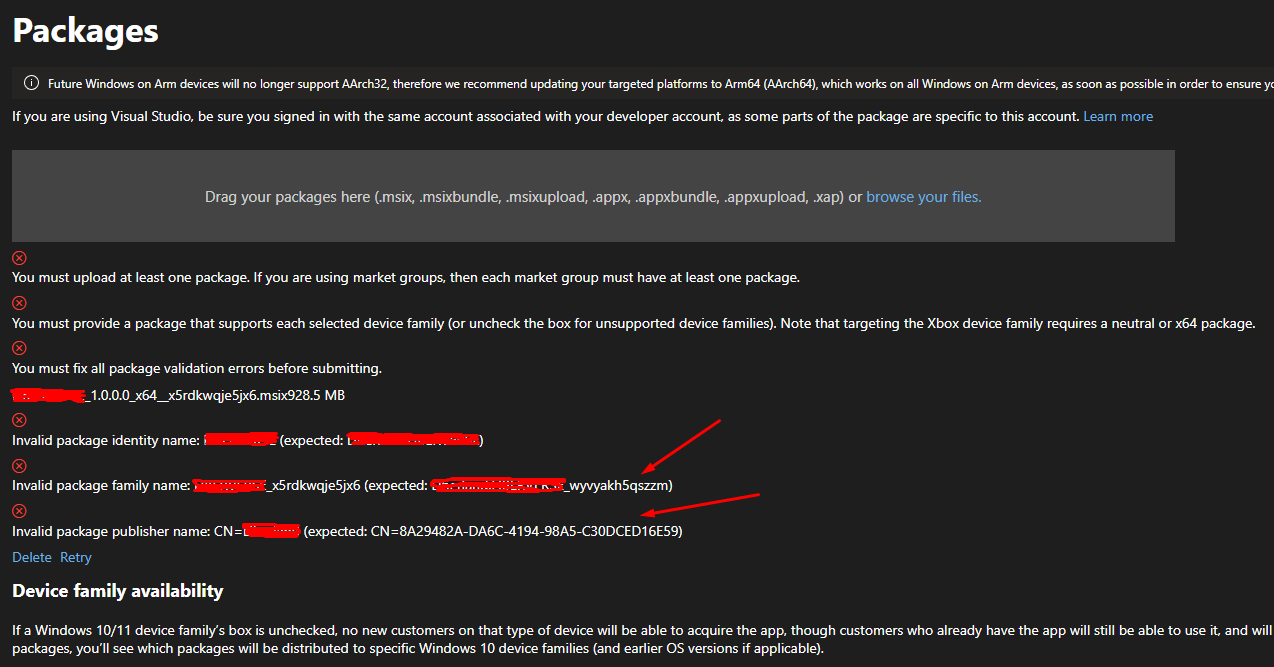 Packages
Future Windows on Arm devices will no longer support AArch32, therefore we recommend updating your targeted platforms to Arm64 (AArch64), which works on all Windows on Arm devices, as soon as possible in order to ensure
If you are using Visual Studio, be sure you signed in with the same account associated with your developer account, as some parts of the package are specific to this account. Learn more
Drag your packages here (.msix, .msixbundle, .msixupload, .appx, .appxbundle, .appxupload, .xap) or browse your files.
You must upload at least one package. If you are using market groups, then each market group must have at least one package.
You must provide a package that supports each selected device family (or uncheck the box for unsupported device families). Note that targeting the Xbox device family requires a neutral or x64 package.
You must fix all package validation errors before submitting.
_1.0.0.0_x64__x5rdkwqje5jx6.msix928.5 MB
Invalid package identity name: (expected: )
Invalid package family name: _x5rdkwqje5jx6 (expected: _wyvyakh5qszzm)
Invalid package publisher name: CN= (expected: CN=8A29482A-DA6C-4194-98A5-C30DCED16E59)
Delete Retry
Device family availability
If a Windows 10/11 device family's box is unchecked, no new customers on that type of device will be able to acquire the app, though customers who already have the app will still be able to use it, and will
packages, you'll see which packages will be distributed to specific Windows 10 device families (and earlier OS versions if applicable).